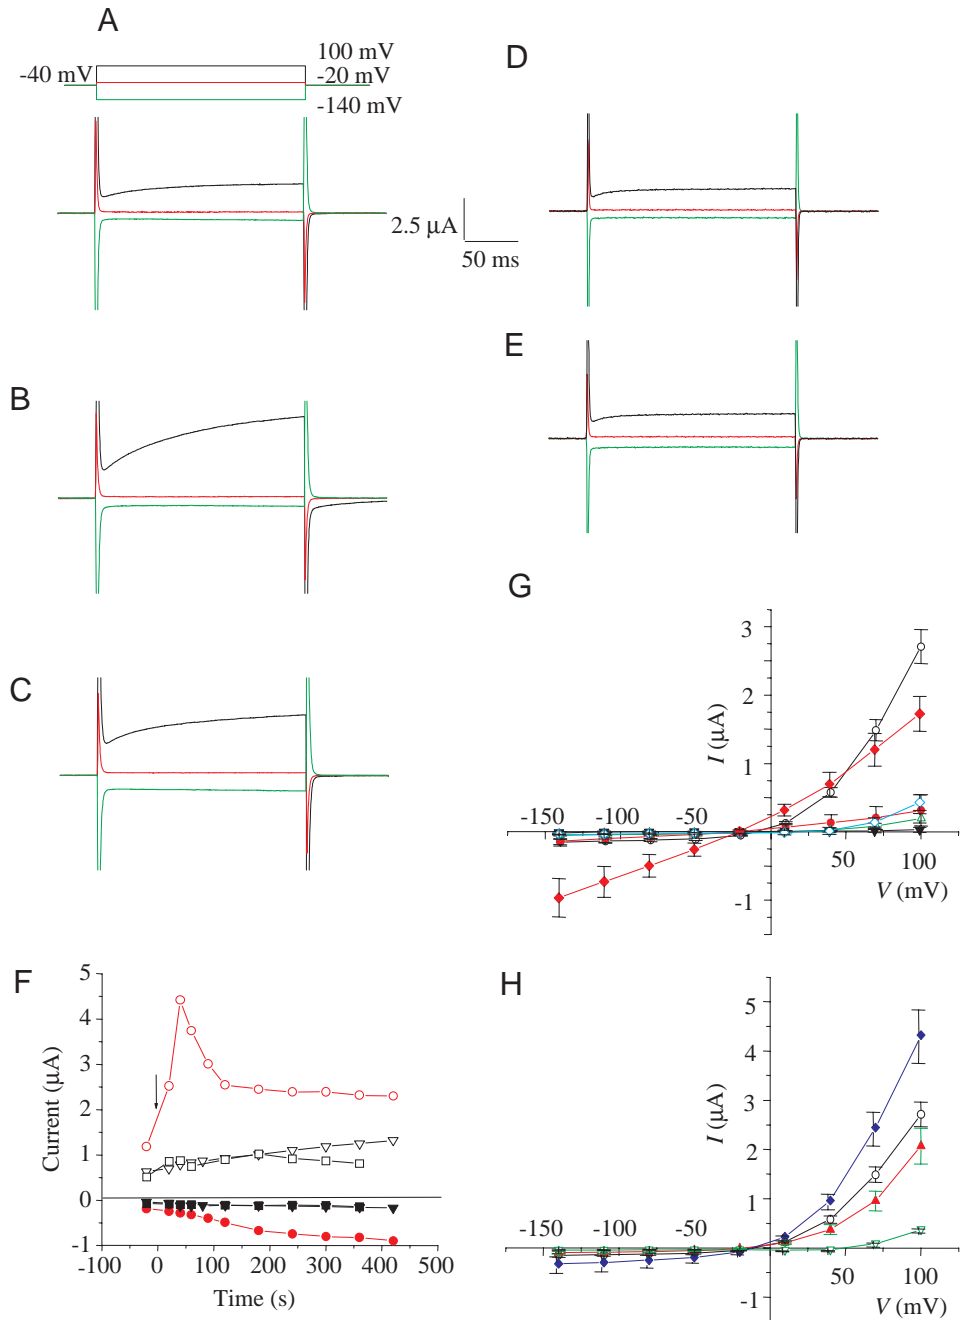 A
100 mV
-40 mV
-20 mV
-140 mV
2.5 µA
50 ms
D
B
E
C
G
3
2
1
-1
I (µA)
-150
-100
-50
50
100
V (mV)
F
5
4
3
2
1
0
-1
Current (µA)
-100
0
100
200
300
400
500
Time (s)
H
5
4
3
2
1
-1
I (µA)
-150
-100
-50
50
100
V (mV)